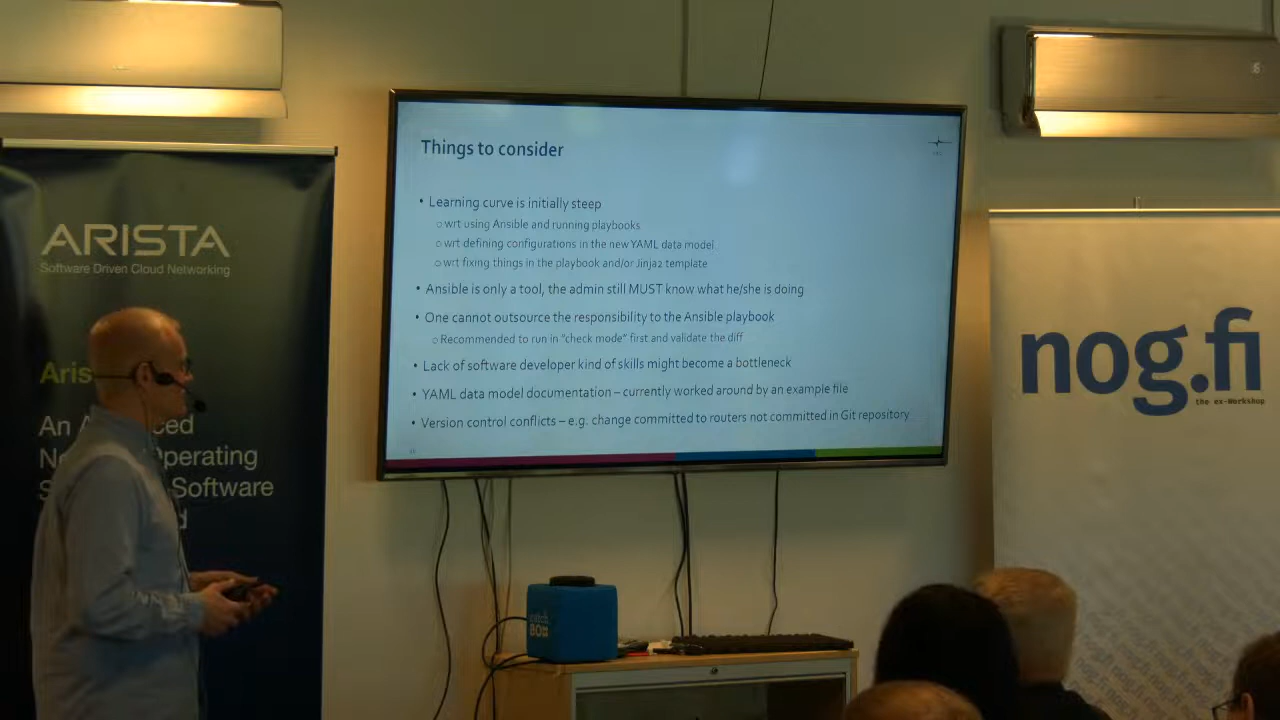 ARISTA
Software Driven Cloud Networking
Aris
An A ced
Operating
Software
d
Things to consider
• Learning curve is initially steep
○ wrt using Ansible and running playbooks
○ wrt defining configurations in the new YAML data model
○ wrt fixing things in the playbook and/or Jinja2 template
• Ansible is only a tool, the admin still MUST know what he/she is doing
• One cannot outsource the responsibility to the Ansible playbook
○ Recommended to run in "check mode" first and validate the diff
• Lack of software developer kind of skills might become a bottleneck
• YAML data model documentation – currently worked around by an example file
• Version control conflicts – e.g. change committed to routers not committed in Git repository
catch
BOX
nog.fi
the ex-Workshop